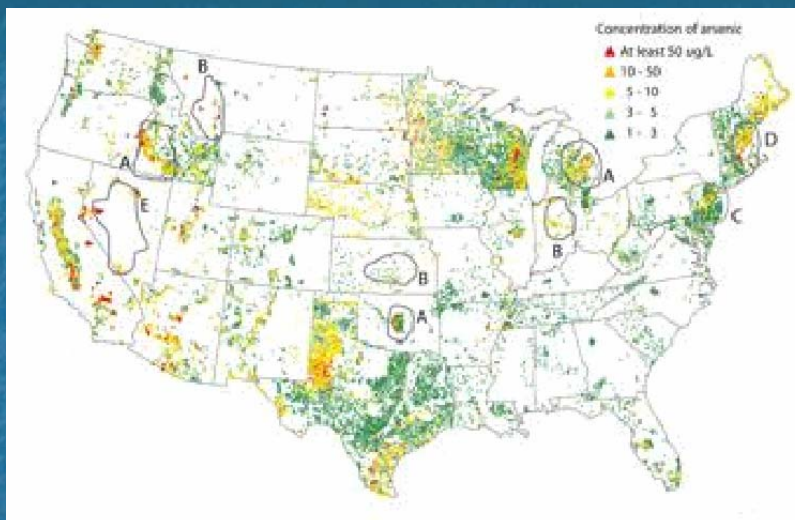 Concentration of arsenic
At least 50 ug/L
10 - 50
5 - 10
3 - 5
1 - 3
B
A
E
A
D
B
C
B
A